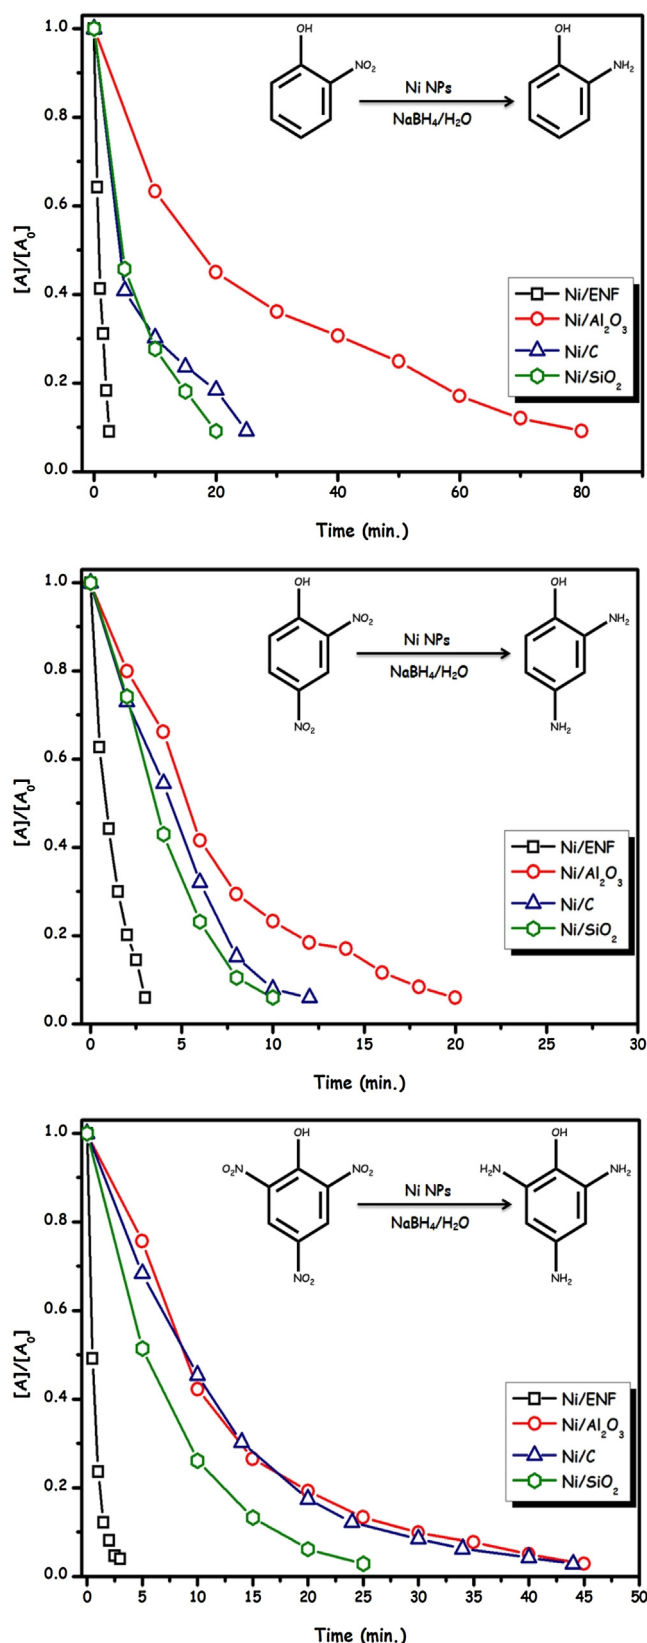 1.0
0.8
0.6
0.4
0.2
0.0
[A]/[A₀]
OH
NO₂
Ni NPs
NaBH₄/H₂O
OH
NH₂
Ni/ENF
Ni/Al₂O₃
Ni/C
Ni/SiO₂
0 20 40 60 80
Time (min.)
1.0
0.8
0.6
0.4
0.2
0.0
[A]/[A₀]
OH
NO₂
NO₂
Ni NPs
NaBH₄/H₂O
OH
NH₂
NH₂
Ni/ENF
Ni/Al₂O₃
Ni/C
Ni/SiO₂
0 5 10 15 20 25 30
Time (min.)
1.0
0.8
0.6
0.4
0.2
0.0
[A]/[A₀]
OH
O₂N NO₂
NO₂
Ni NPs
NaBH₄/H₂O
OH
H₂N NH₂
NH₂
Ni/ENF
Ni/Al₂O₃
Ni/C
Ni/SiO₂
0 5 10 15 20 25 30 35 40 45 50
Time (min.)